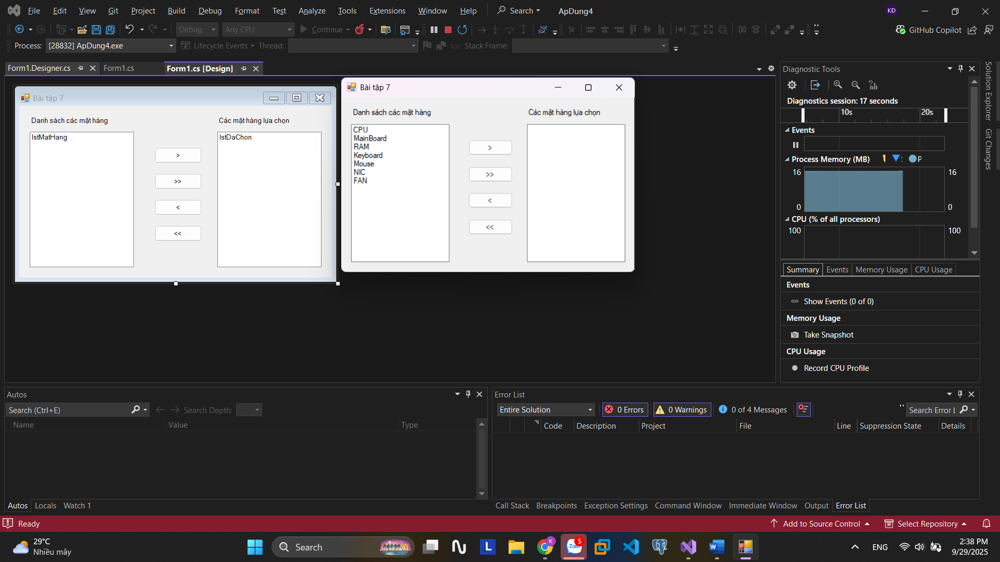 File Edit View Git Project Build Debug Format Test Analyze Tools Extensions Window Help Search ApDung4 KD
Debug Any CPU Continue GitHub Copilot
Process: [28832] ApDung4.exe Lifecycle Events Thread: Stack Frame:
Form1.Designer.cs Form1.cs Form1.cs [Design]
Bài tập 7
Danh sách các mặt hàng Các mặt hàng lựa chọn
lstMatHang lstDaChon
>
>>
<
<<
Bài tập 7
Danh sách các mặt hàng Các mặt hàng lựa chọn
CPU
MainBoard
RAM
Keyboard
Mouse
NIC
FAN
>
>>
<
<<
Diagnostic Tools
Diagnostics session: 17 seconds
10s 20s
Events
Process Memory (MB) P
16 16
0 0
CPU (% of all processors)
100 100
Summary Events Memory Usage CPU Usage
Events
Show Events (0 of 0)
Memory Usage
Take Snapshot
CPU Usage
Record CPU Profile
Solution Explorer
Git Changes
Autos
Search (Ctrl+E) Search Depth:
Name Value Type
Autos Locals Watch 1
Error List
Entire Solution 0 Errors 0 Warnings 0 of 4 Messages Search Error L
Code Description Project File Line Suppression State Details
Call Stack Breakpoints Exception Settings Command Window Immediate Window Output Error List
Ready Add to Source Control Select Repository
29°C
Nhiều mây
Search
L
K
Zalo
5
ENG
2:38 PM
9/29/2025